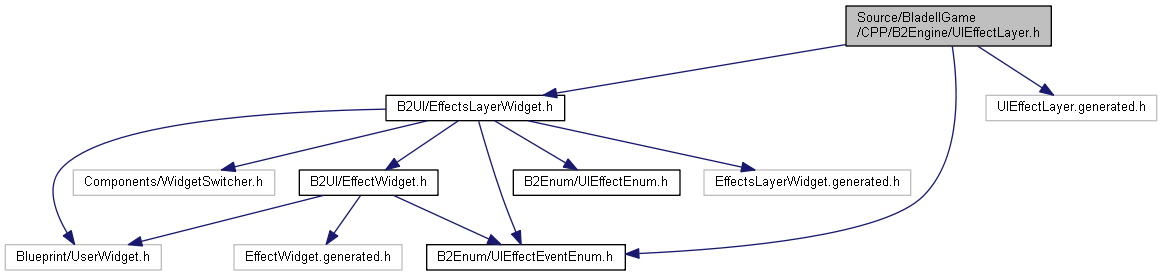 Source/BladeIIGame
/CPP/B2Engine/UIEffectLayer.h
B2UI/EffectsLayerWidget.h
UIEffectLayer.generated.h
Components/WidgetSwitcher.h
B2UI/EffectWidget.h
B2Enum/UIEffectEnum.h
EffectsLayerWidget.generated.h
Blueprint/UserWidget.h
EffectWidget.generated.h
B2Enum/UIEffectEventEnum.h